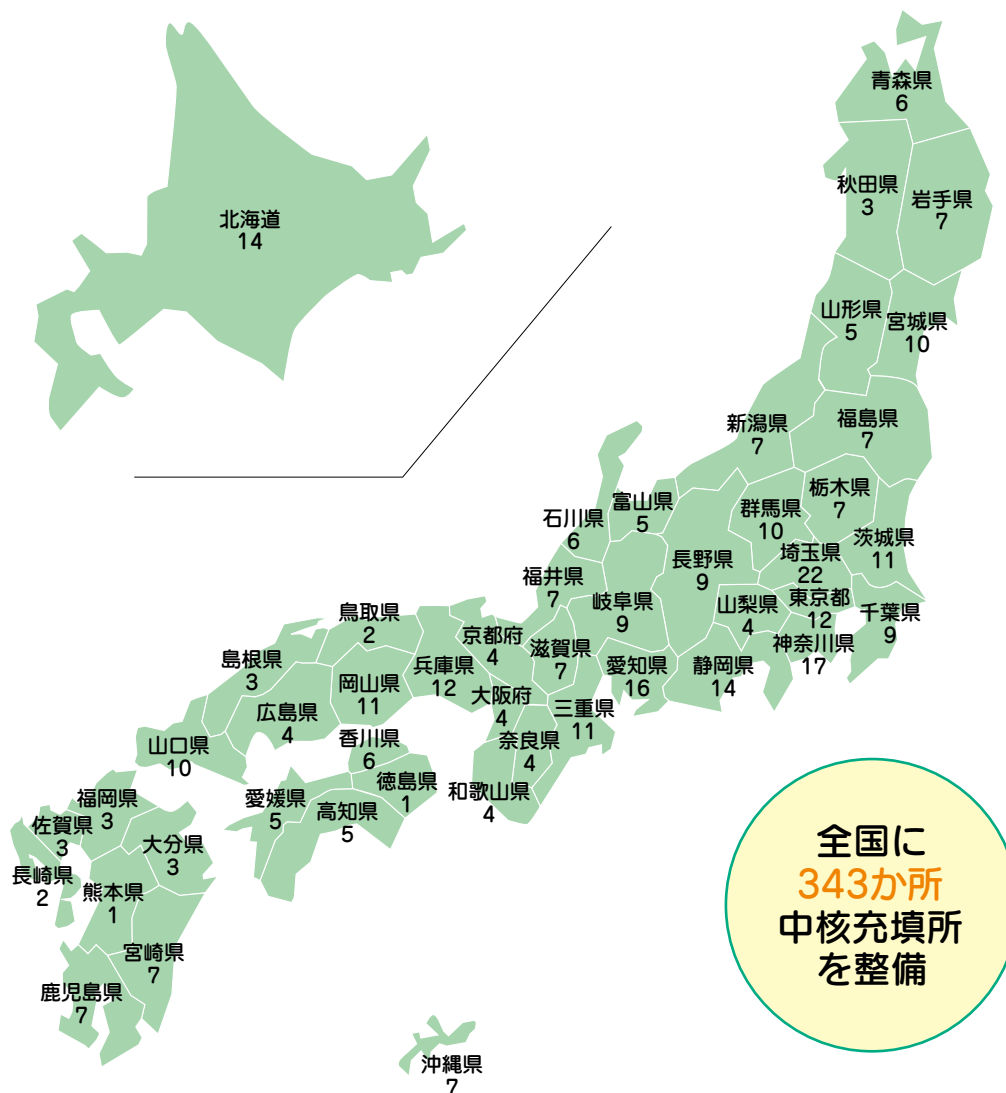 青森県
6
秋田県
3
岩手県
7
北海道
14
山形県
5
宮城県
10
新潟県
7
福島県
7
栃木県
7
群馬県
10
富山県
5
石川県
6
茨城県
11
埼玉県
22
長野県
9
福井県
7
岐阜県
9
山梨県
4
東京都
12
千葉県
9
神奈川県
17
鳥取県
2
京都府
4
滋賀県
7
愛知県
16
静岡県
14
島根県
3
兵庫県
12
岡山県
11
大阪府
4
三重県
11
広島県
4
奈良県
4
山口県
10
香川県
6
徳島県
1
和歌山県
4
愛媛県
5
高知県
5
福岡県
3
佐賀県
3
大分県
3
長崎県
2
熊本県
1
宮崎県
7
鹿児島県
7
沖縄県
7
全国に
343か所
中核充填所
を整備